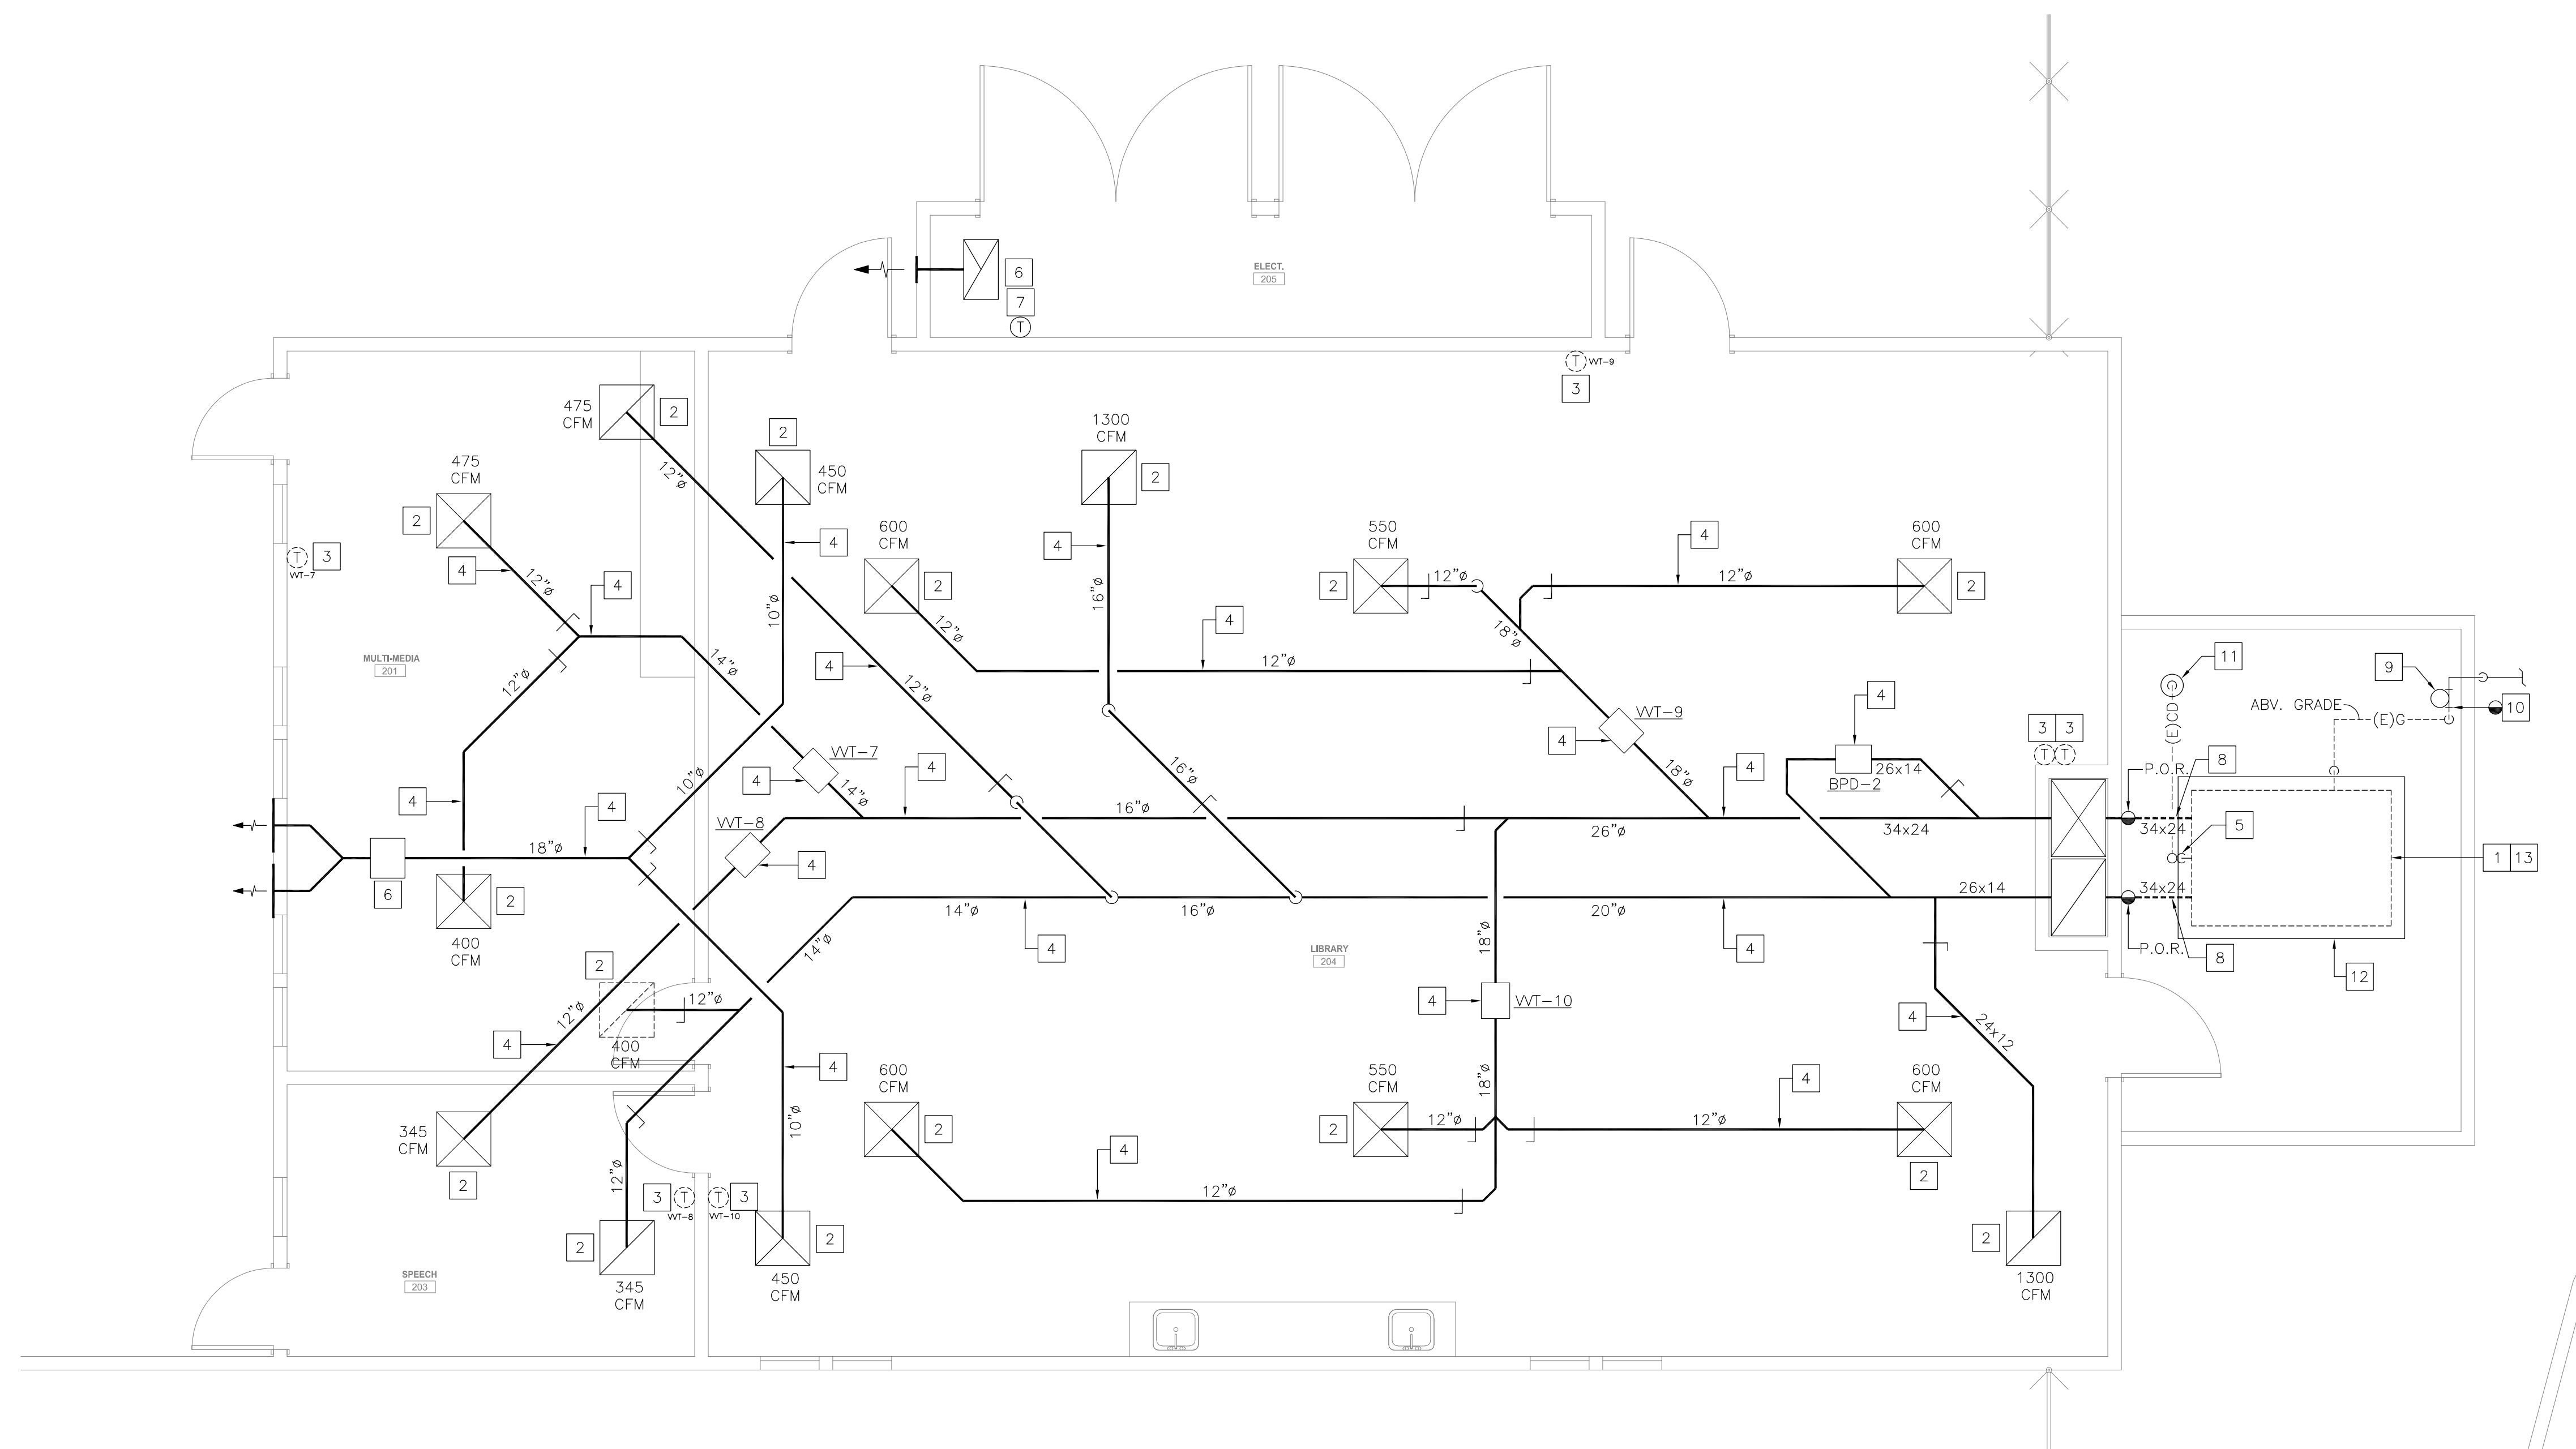 ELECT.
205
6
7
T
T
VVT-9
3
475
CFM
2
12"ø
2
450
CFM
1300
CFM
2
475
CFM
2
4
12"ø
4
T
3
VVT-7
4
10"ø
600
CFM
2
12"ø
4
16"ø
550
CFM
2
12"ø
4
12"ø
600
CFM
2
18"ø
4
12"ø
MULTI-MEDIA
201
12"ø
14"ø
4
12"ø
VVT-7
4
14"ø
10"ø
4
16"ø
VVT-9
4
18"ø
4
4
BPD-2
26x14
3
3
T
T
11
9
10
ABV. GRADE
(E)G
(E)CD
P.O.R.
8
34x24
5
1
13
34x24
P.O.R.
8
12
4
4
18"ø
6
VVT-8
4
16"ø
26"ø
34x24
2
400
CFM
14"ø
4
16"ø
20"ø
4
26x14
14"ø
LIBRARY
204
18"ø
2
12"ø
400
CFM
12"ø
4
4
VVT-10
4
24x12
4
10"ø
600
CFM
2
18"ø
550
CFM
2
12"ø
4
12"ø
600
CFM
2
345
CFM
2
12"ø
4
12"ø
3
T
T
3
VVT-8
VVT-10
2
345
CFM
2
450
CFM
2
1300
CFM
SPEECH
203